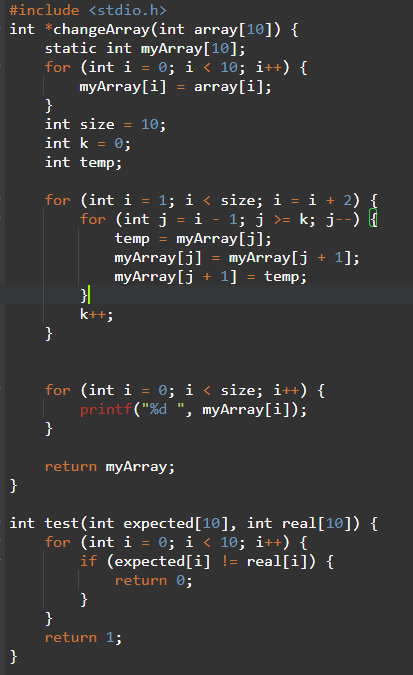 #include <stdio.h>
int *changeArray(int array[10]) {
    static int myArray[10];
    for (int i = 0; i < 10; i++) {
        myArray[i] = array[i];
    }
    int size = 10;
    int k = 0;
    int temp;

    for (int i = 1; i < size; i = i + 2) {
        for (int j = i - 1; j >= k; j--) {
            temp = myArray[j];
            myArray[j] = myArray[j + 1];
            myArray[j + 1] = temp;
        }
        k++;
    }


    for (int i = 0; i < size; i++) {
        printf("%d ", myArray[i]);
    }

    return myArray;
}

int test(int expected[10], int real[10]) {
    for (int i = 0; i < 10; i++) {
        if (expected[i] != real[i]) {
            return 0;
        }
    }
    return 1;
}